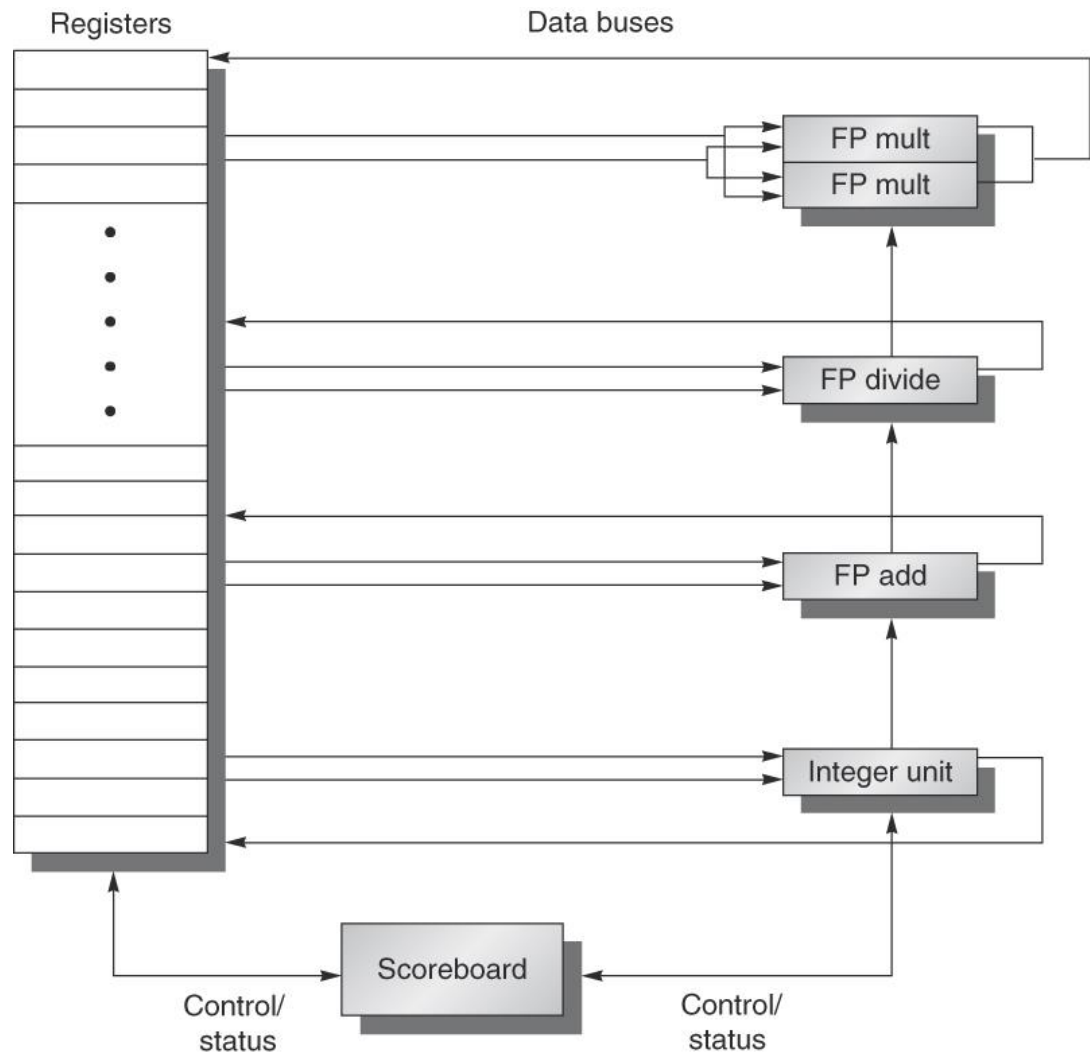 Registers
Data buses
FP mult
FP mult
FP divide
FP add
Integer unit
Scoreboard
Control/
status
Control/
status